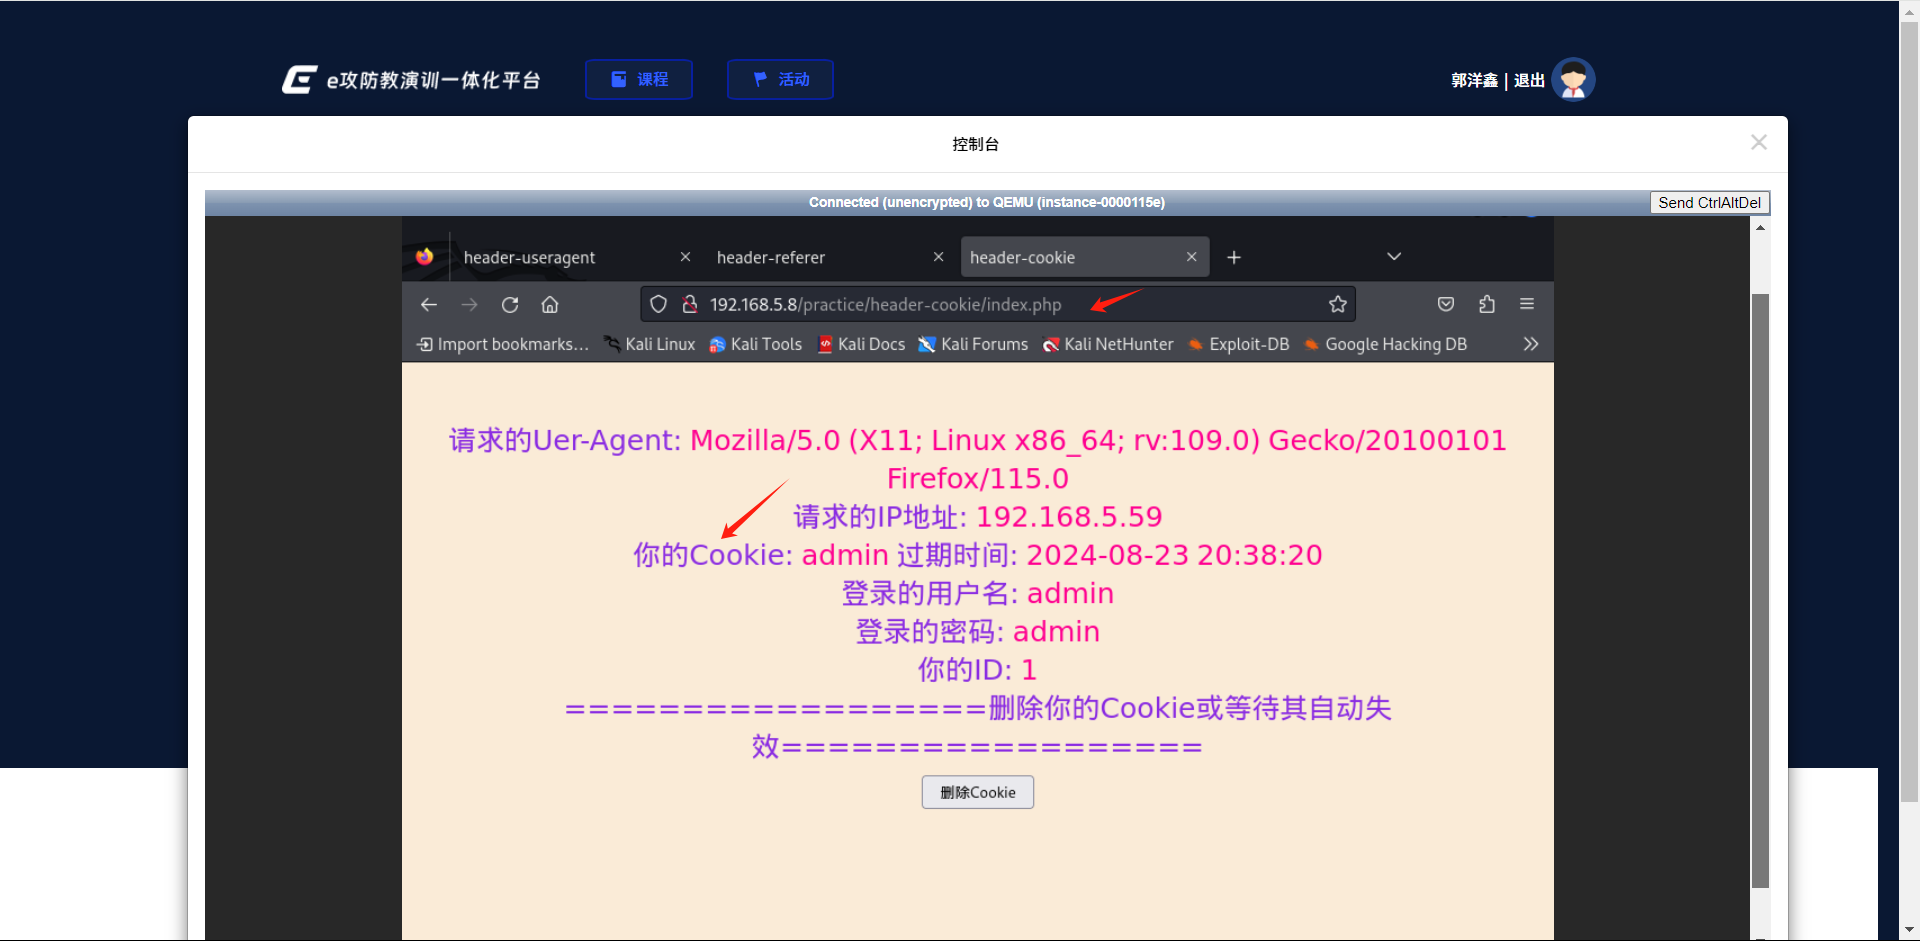 e攻防教演训一体化平台
课程
活动
郭洋鑫 | 退出
控制台
Connected (unencrypted) to QEMU (instance-0000115e)
Send CtrlAltDel
header-useragent
header-referer
header-cookie
192.168.5.8/practice/header-cookie/index.php
Import bookmarks...
Kali Linux
Kali Tools
Kali Docs
Kali Forums
Kali NetHunter
Exploit-DB
Google Hacking DB
请求的Uer-Agent: Mozilla/5.0 (X11; Linux x86_64; rv:109.0) Gecko/20100101
Firefox/115.0
请求的IP地址: 192.168.5.59
你的Cookie: admin 过期时间: 2024-08-23 20:38:20
登录的用户名: admin
登录的密码: admin
你的ID: 1
==================删除你的Cookie或等待其自动失
效==================
删除Cookie